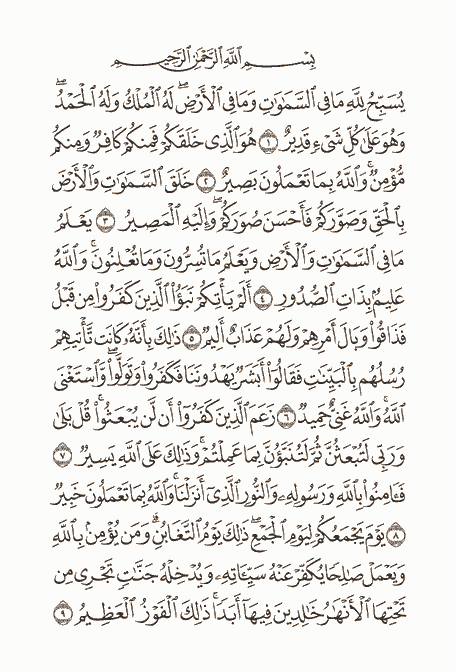 بِسْمِ ٱللَّهِ ٱلرَّحْمَٰنِ ٱلرَّحِيمِ
يُسَبِّحُ لِلَّهِ مَا فِى ٱلسَّمَٰوَٰتِ وَمَا فِى ٱلْأَرْضِ ۖ لَهُ ٱلْمُلْكُ وَلَهُ ٱلْحَمْدُ ۖ
وَهُوَ عَلَىٰ كُلِّ شَىْءٍ قَدِيرٌ ١ هُوَ ٱلَّذِى خَلَقَكُمْ فَمِنكُمْ كَافِرٌ وَمِنكُم
مُّؤْمِنٌ ۚ وَٱللَّهُ بِمَا تَعْمَلُونَ بَصِيرٌ ٢ خَلَقَ ٱلسَّمَٰوَٰتِ وَٱلْأَرْضَ
بِٱلْحَقِّ وَصَوَّرَكُمْ فَأَحْسَنَ صُوَرَكُمْ ۖ وَإِلَيْهِ ٱلْمَصِيرُ ٣ يَعْلَمُ
مَا فِى ٱلسَّمَٰوَٰتِ وَٱلْأَرْضِ وَيَعْلَمُ مَا تُسِرُّونَ وَمَا تُعْلِنُونَ ۚ وَٱللَّهُ
عَلِيمٌۢ بِذَاتِ ٱلصُّدُورِ ٤ أَلَمْ يَأْتِكُمْ نَبَؤُا۟ ٱلَّذِينَ كَفَرُوا۟ مِن قَبْلُ
فَذَاقُوا۟ وَبَالَ أَمْرِهِمْ وَلَهُمْ عَذَابٌ أَلِيمٌ ٥ ذَٰلِكَ بِأَنَّهُۥ كَانَت تَّأْتِيهِمْ
رُسُلُهُم بِٱلْبَيِّنَٰتِ فَقَالُوٓا۟ أَبَشَرٌ يَهْدُونَنَا فَكَفَرُوا۟ وَتَوَلَّوا۟ ۚ وَّٱسْتَغْنَى
ٱللَّهُ ۚ وَٱللَّهُ غَنِىٌّ حَمِيدٌ ٦ زَعَمَ ٱلَّذِينَ كَفَرُوٓا۟ أَن لَّن يُبْعَثُوا۟ ۚ قُلْ بَلَىٰ
وَرَبِّى لَتُبْعَثُنَّ ثُمَّ لَتُنَبَّؤُنَّ بِمَا عَمِلْتُمْ ۚ وَذَٰلِكَ عَلَى ٱللَّهِ يَسِيرٌ ٧
فَـَٔامِنُوا۟ بِٱللَّهِ وَرَسُولِهِۦ وَٱلنُّورِ ٱلَّذِىٓ أَنزَلْنَا ۚ وَٱللَّهُ بِمَا تَعْمَلُونَ خَبِيرٌ
٨ يَوْمَ يَجْمَعُكُمْ لِيَوْمِ ٱلْجَمْعِ ۖ ذَٰلِكَ يَوْمُ ٱلتَّغَابُنِ ۗ وَمَن يُؤْمِنۢ بِٱللَّهِ
وَيَعْمَلْ صَٰلِحًا يُكَفِّرْ عَنْهُ سَيِّـَٔاتِهِۦ وَيُدْخِلْهُ جَنَّٰتٍ تَجْرِى مِن
تَحْتِهَا ٱلْأَنْهَٰرُ خَٰلِدِينَ فِيهَآ أَبَدًا ۚ ذَٰلِكَ ٱلْفَوْزُ ٱلْعَظِيمُ ٩